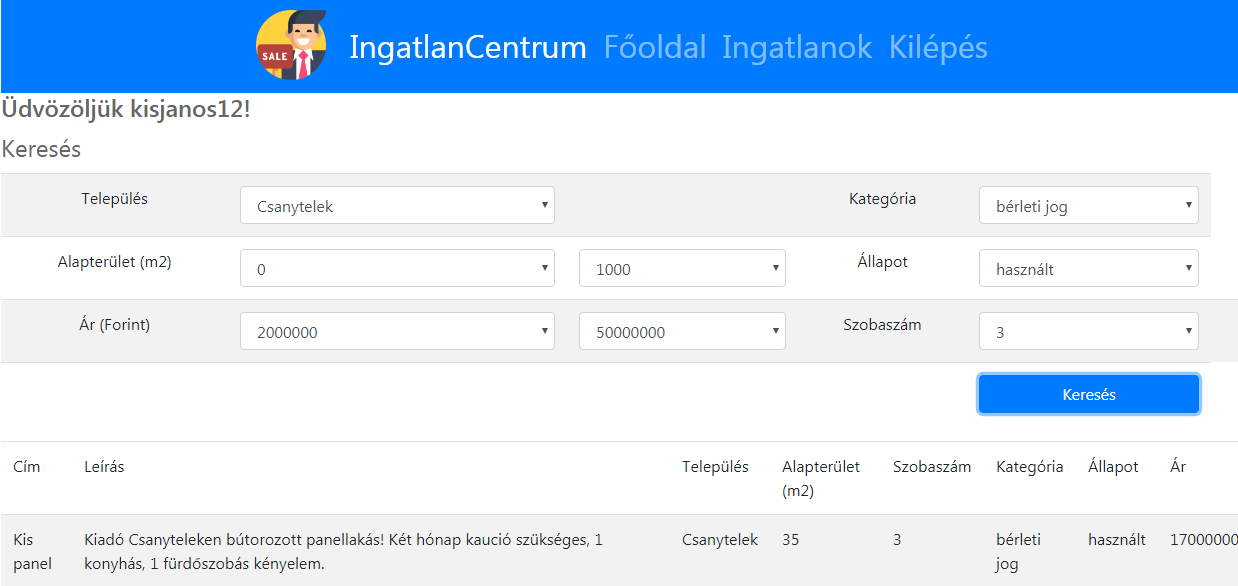 SALE
IngatlanCentrum Főoldal Ingatlanok Kilépés
Üdvözöljük kisjanos12!
Keresés
Település Csanytelek Kategória bérleti jog
Alapterület (m2) 0 1000 Állapot használt
Ár (Forint) 2000000 50000000 Szobaszám 3
Keresés
Cím Leírás Település Alapterület Szobaszám Kategória Állapot Ár
(m2)
Kis Kiadó Csanyteleken bútorozott panellakás! Két hónap kaució szükséges, 1 Csanytelek 35 3 bérleti használt 17000000
panel konyhás, 1 fürdőszobás kényelem. jog